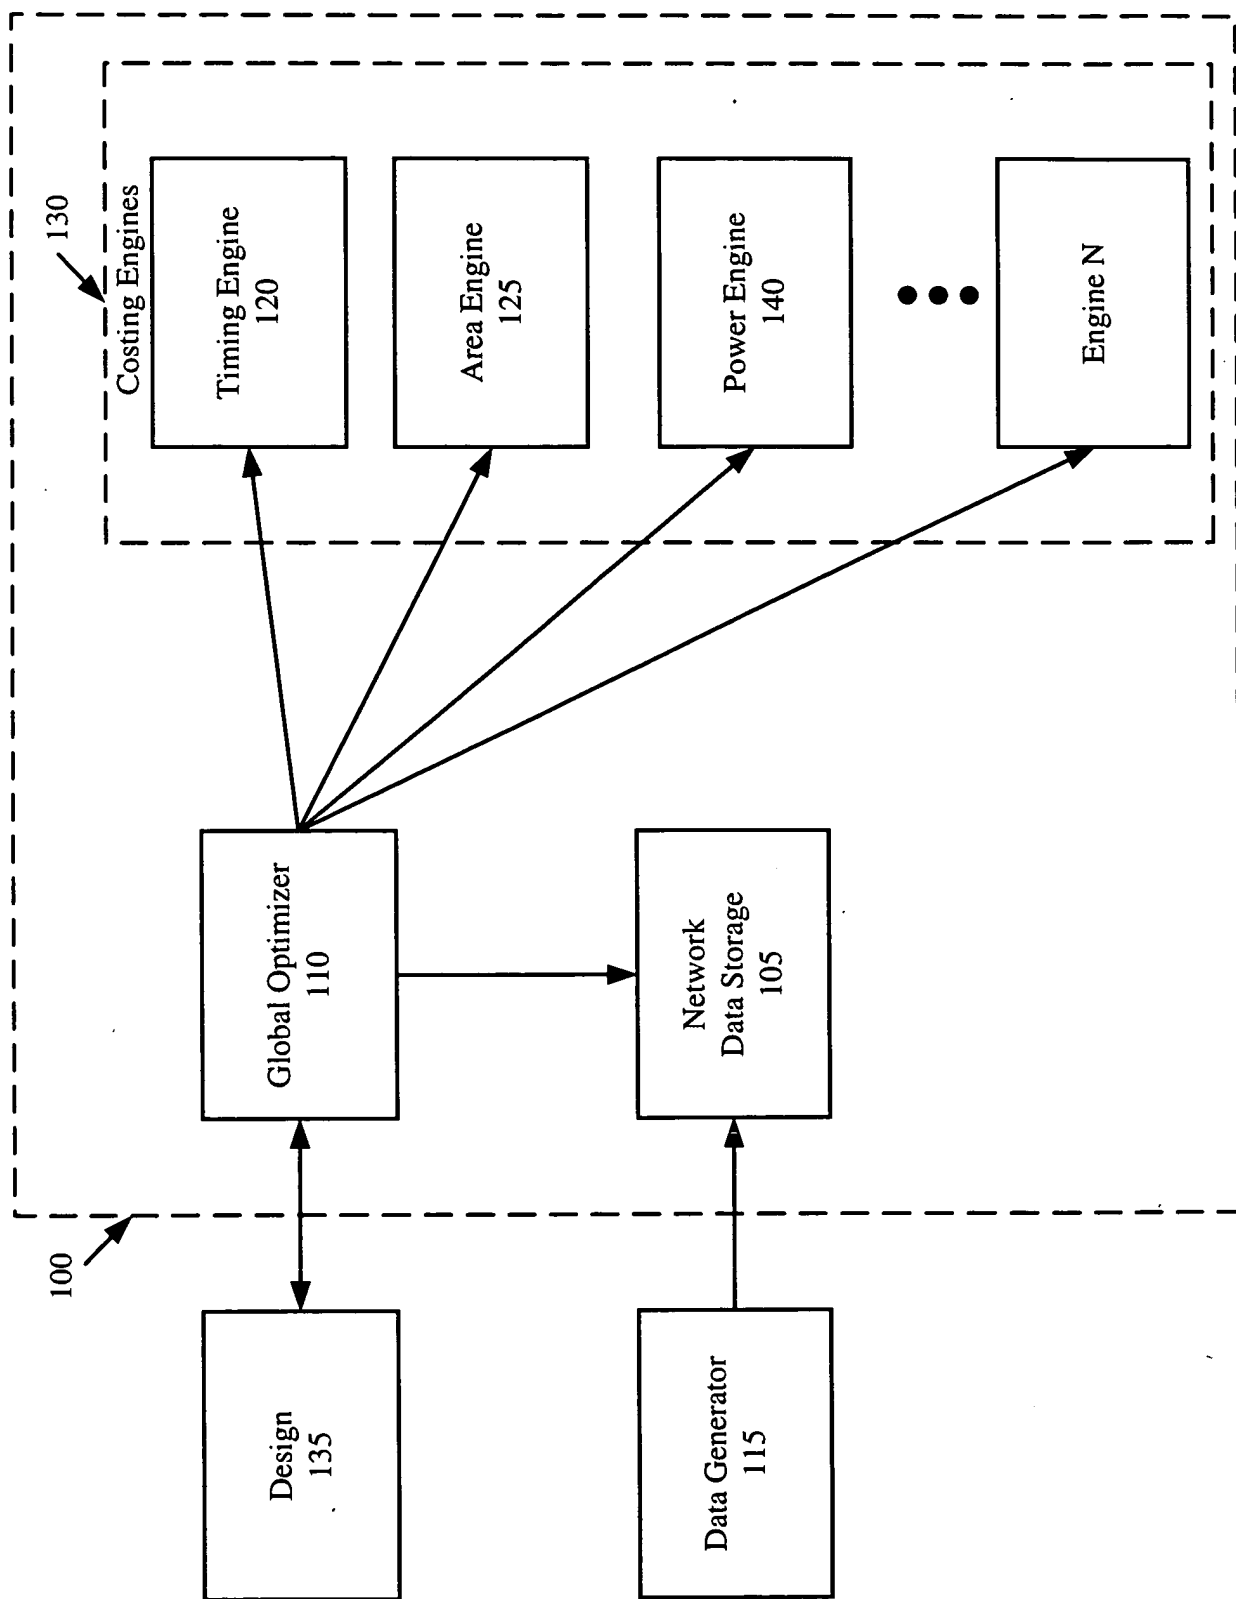 100
130
Costing Engines
Design
135
Global Optimizer
110
Timing Engine
120
Area Engine
125
Data Generator
115
Network
Data Storage
105
Power Engine
140
Engine N